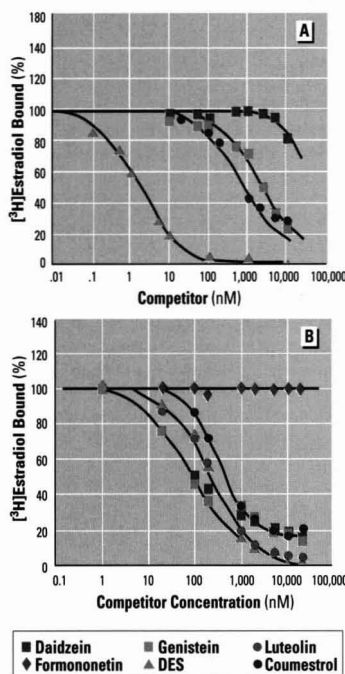 A
[³H]Estradiol Bound (%)
180
160
140
120
100
80
60
40
20
0
.01 .1 1 10 100 1,000 10,000 100,000
Competitor (nM)
B
[³H]Estradiol Bound (%)
140
120
100
80
60
40
20
0
0.1 1 10 100 1,000 10,000 100,000
Competitor Concentration (nM)
Daidzein Genistein Luteolin
Formononetin DES Coumestrol